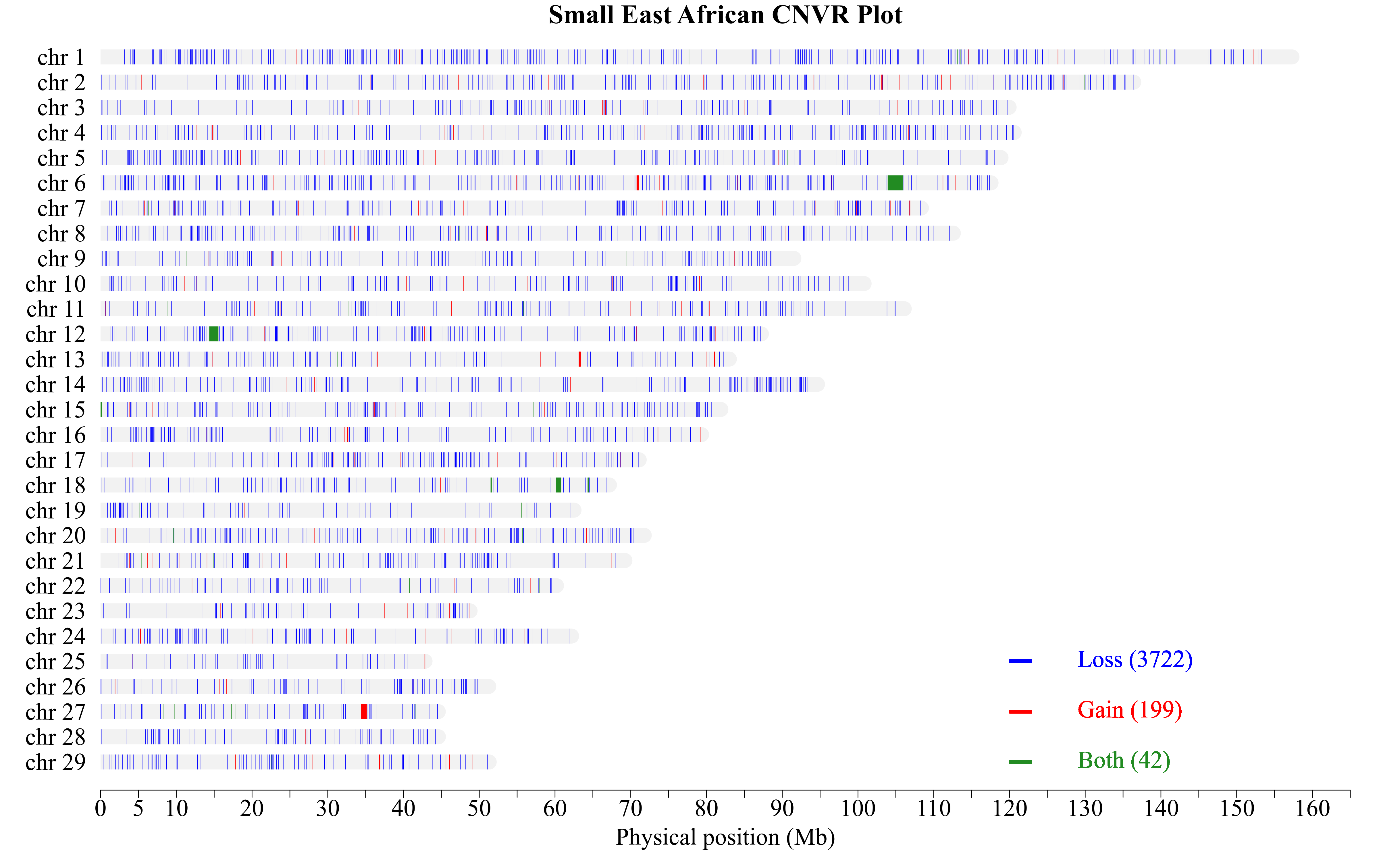 Small East African CNVR Plot
chr 1
chr 2
chr 3
chr 4
chr 5
chr 6
chr 7
chr 8
chr 9
chr 10
chr 11
chr 12
chr 13
chr 14
chr 15
chr 16
chr 17
chr 18
chr 19
chr 20
chr 21
chr 22
chr 23
chr 24
chr 25
chr 26
chr 27
chr 28
chr 29
Loss (3722)
Gain (199)
Both (42)
0 5 10 20 30 40 50 60 70 80 90 100 110 120 130 140 150 160
Physical position (Mb)